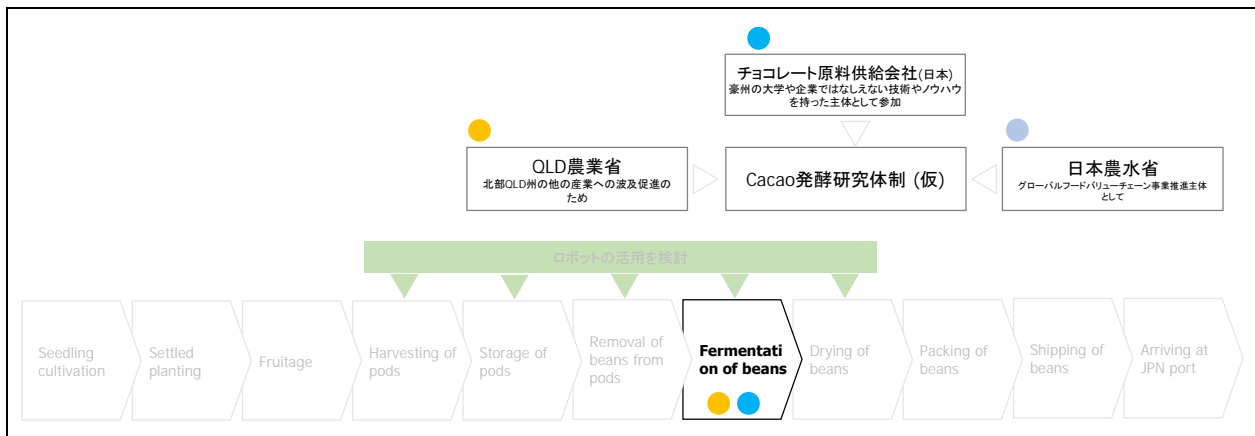 チョコレート原料供給会社(日本)
豪州の大学や企業ではなしえない技術やノウハウ
を持った主体として参加
QLD農業省
北部QLD州の他の産業への波及促進の
ため
Cacao発酵研究体制 (仮)
日本農水省
グローバルフードバリューチェーン事業推進主体
として
ロボットの活用を検討
Seedling
cultivation
Settled
planting
Fruitage
Harvesting of
pods
Storage of
pods
Removal of
beans from
pods
Fermentati
on of beans
Drying of
beans
Packing of
beans
Shipping of
beans
Arriving at
JPN port